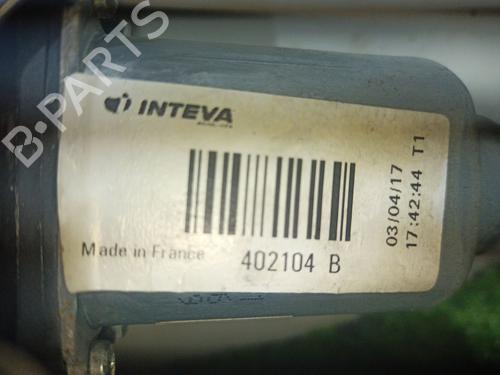 B-PARTS
INTEVA
Made in France
402104 B
03/04/17
17:42:44 T1